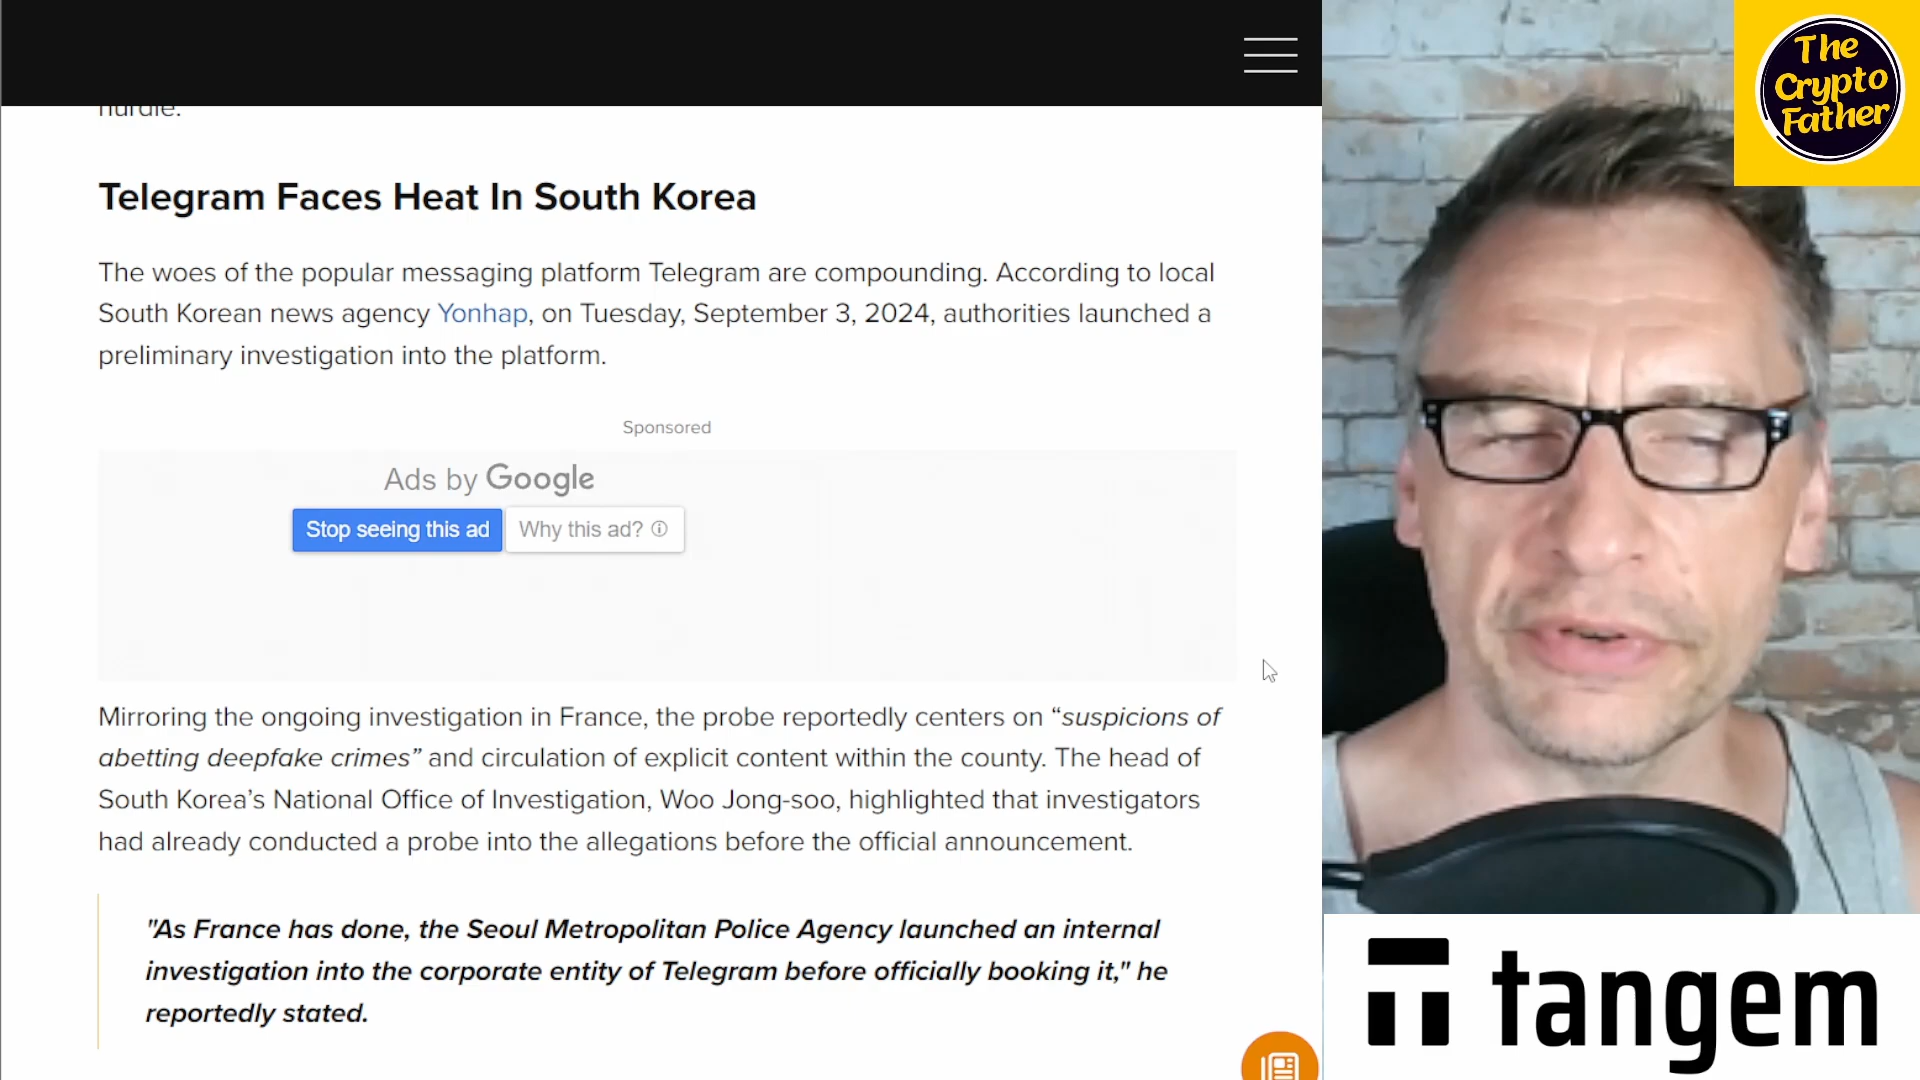 The
Crypto
Father
hurdle.
Telegram Faces Heat In South Korea
The woes of the popular messaging platform Telegram are compounding. According to local
South Korean news agency Yonhap, on Tuesday, September 3, 2024, authorities launched a
preliminary investigation into the platform.
Sponsored
Ads by Google
Stop seeing this ad
Why this ad?
Mirroring the ongoing investigation in France, the probe reportedly centers on “suspicions of
abetting deepfake crimes” and circulation of explicit content within the county. The head of
South Korea’s National Office of Investigation, Woo Jong-soo, highlighted that investigators
had already conducted a probe into the allegations before the official announcement.
"As France has done, the Seoul Metropolitan Police Agency launched an internal
investigation into the corporate entity of Telegram before officially booking it," he
reportedly stated.
tangem